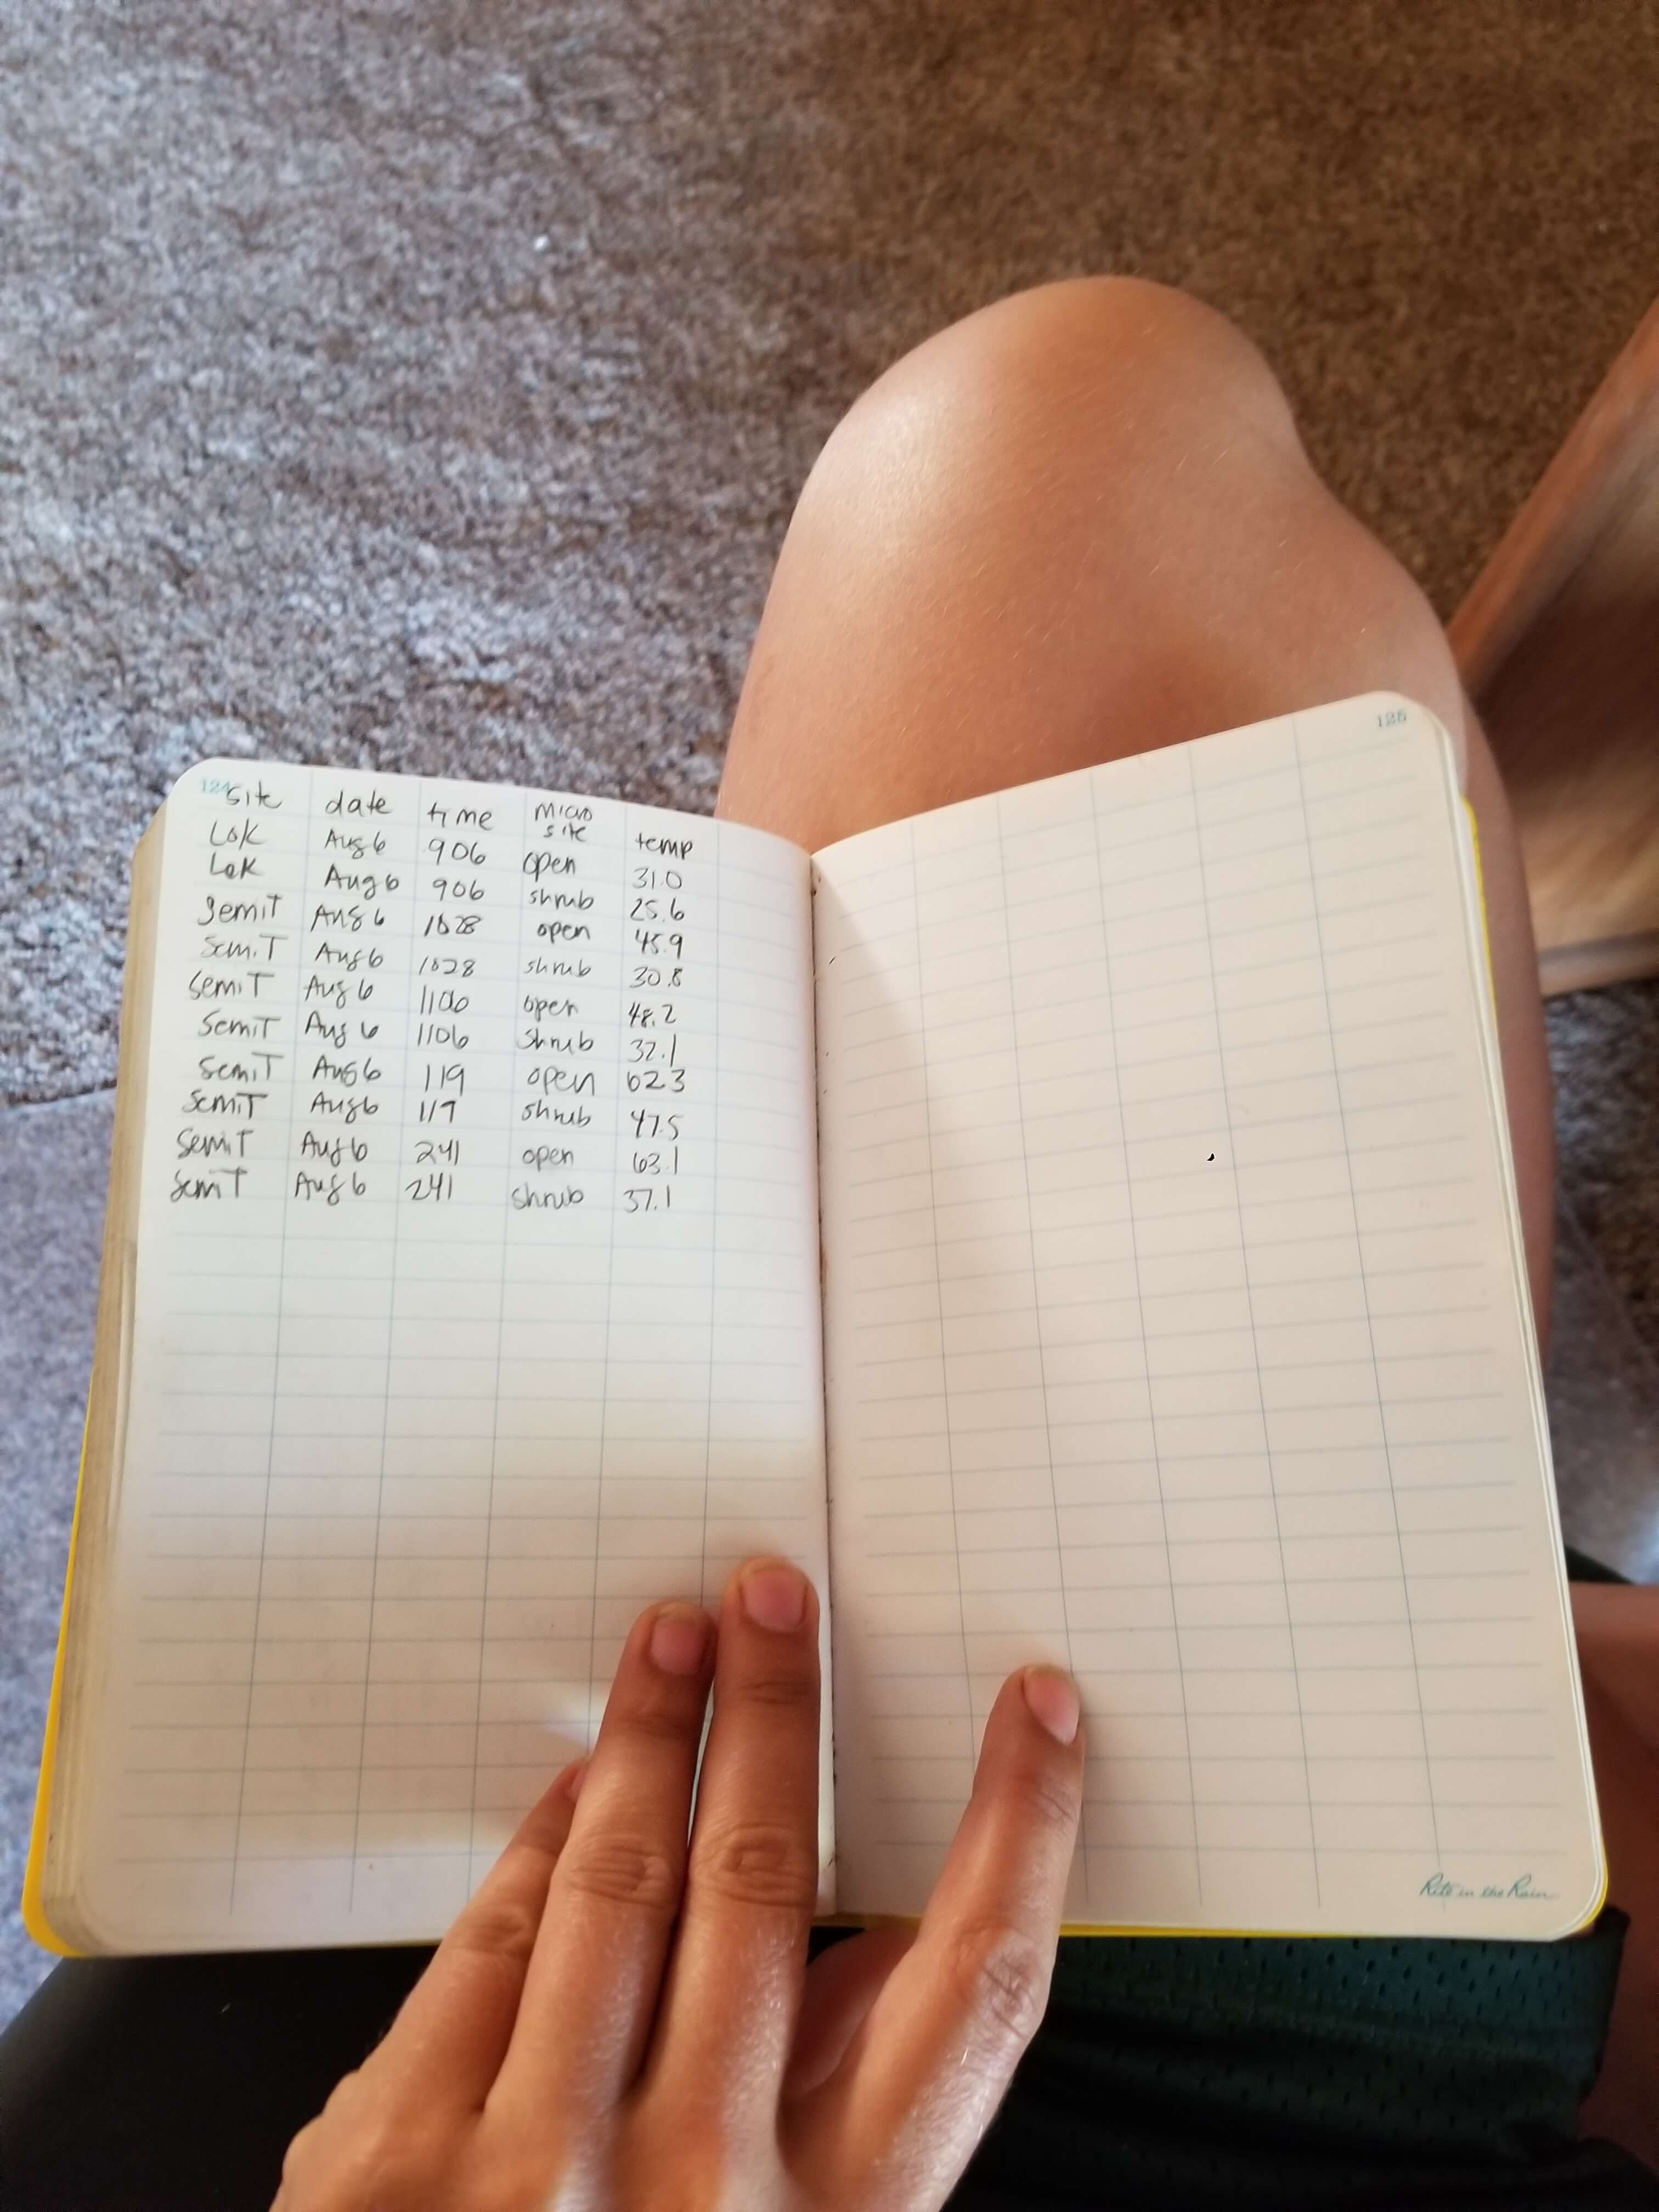 124 site date time micro site temp
LoK Aug 6 906 open 31.0
LoK Aug 6 906 shrub 25.6
SemiT Aug 6 1028 open 45.9
SemiT Aug 6 1028 shrub 30.8
SemiT Aug 6 1106 open 48.2
SemiT Aug 6 1106 shrub 32.1
SemiT Aug 6 119 open 62.3
SemiT Aug 6 119 shrub 47.5
SemiT Aug 6 241 open 63.1
SemiT Aug 6 241 shrub 37.1
125
Rite in the Rain